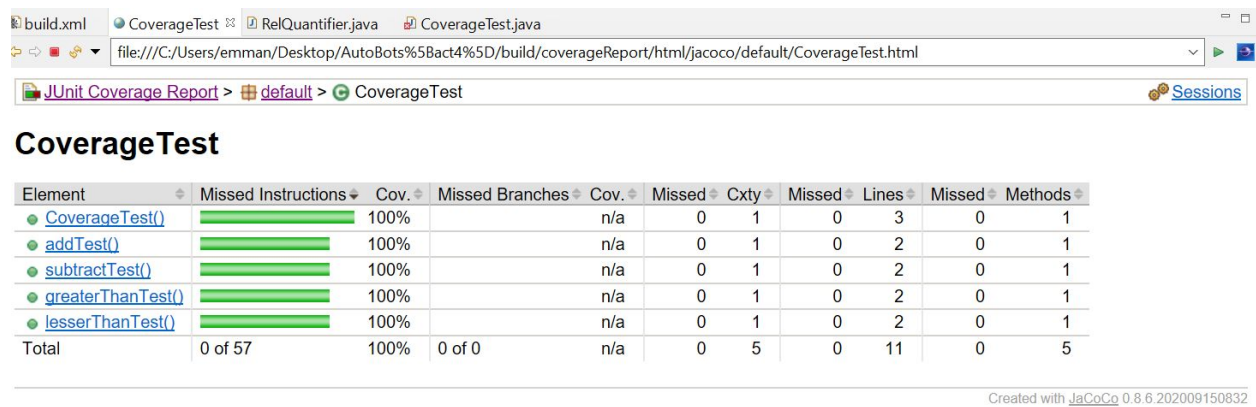 build.xml CoverageTest RelQuantifier.java CoverageTest.java
file:///C:/Users/emman/Desktop/AutoBots%5Bact4%5D/build/coverageReport/html/jacoco/default/CoverageTest.html
JUnit Coverage Report > default > CoverageTest Sessions
CoverageTest
Element Missed Instructions Cov. Missed Branches Cov. Missed Cxty Missed Lines Missed Methods
CoverageTest() 100% n/a 0 1 0 3 0 1
addTest() 100% n/a 0 1 0 2 0 1
subtractTest() 100% n/a 0 1 0 2 0 1
greaterThanTest() 100% n/a 0 1 0 2 0 1
lesserThanTest() 100% n/a 0 1 0 2 0 1
Total 0 of 57 100% 0 of 0 n/a 0 5 0 11 0 5
Created with JaCoCo 0.8.6.202009150832